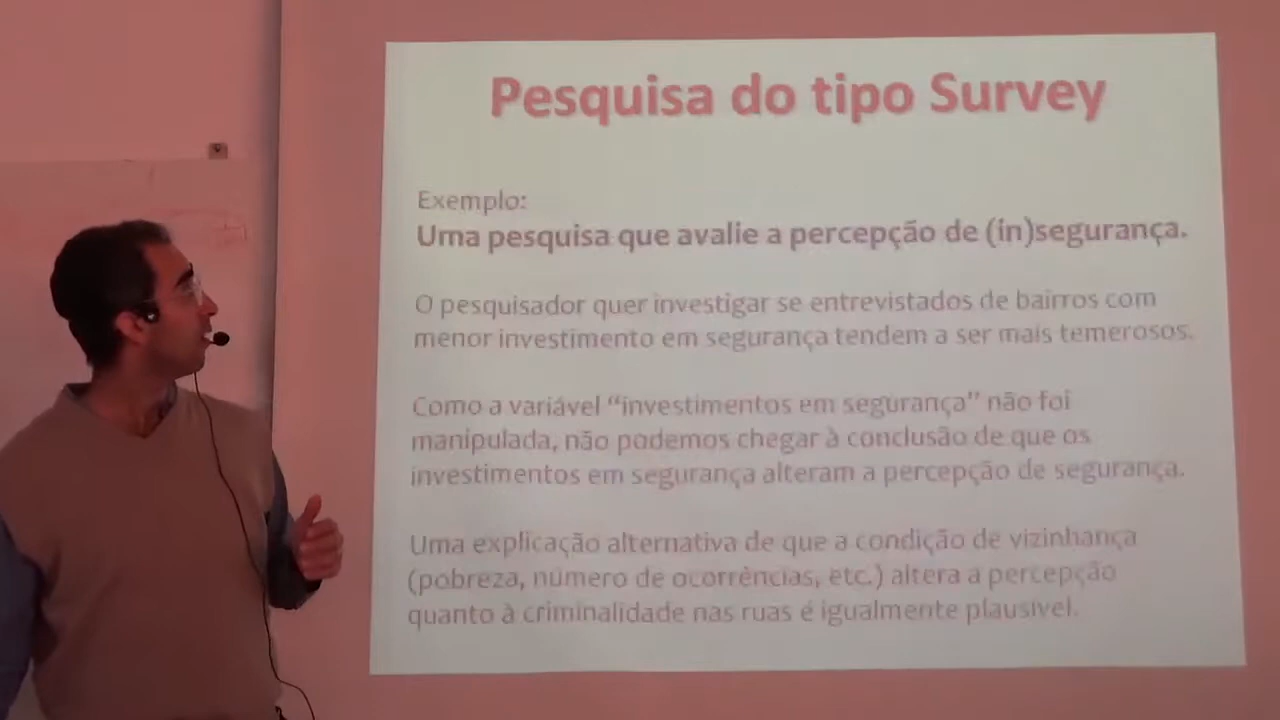 Pesquisa do tipo Survey
Exemplo:
Uma pesquisa que avalie a percepção de (in)segurança.
O pesquisador quer investigar se entrevistados de bairros com
menor investimento em segurança tendem a ser mais temerosos.
Como a variável “investimentos em segurança” não foi
manipulada, não podemos chegar à conclusão de que os
investimentos em segurança alteram a percepção de segurança.
Uma explicação alternativa de que a condição de vizinhança
(pobreza, número de ocorrências, etc.) altera a percepção
quanto à criminalidade nas ruas é igualmente plausível.